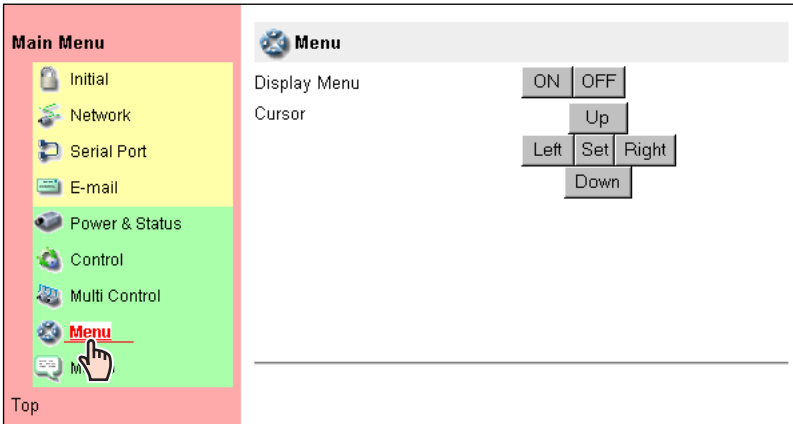 Main Menu
Initial
Network
Serial Port
E-mail
Power & Status
Control
Multi Control
Menu
Top
Menu
Display Menu ON OFF
Cursor Up
Left Set Right
Down